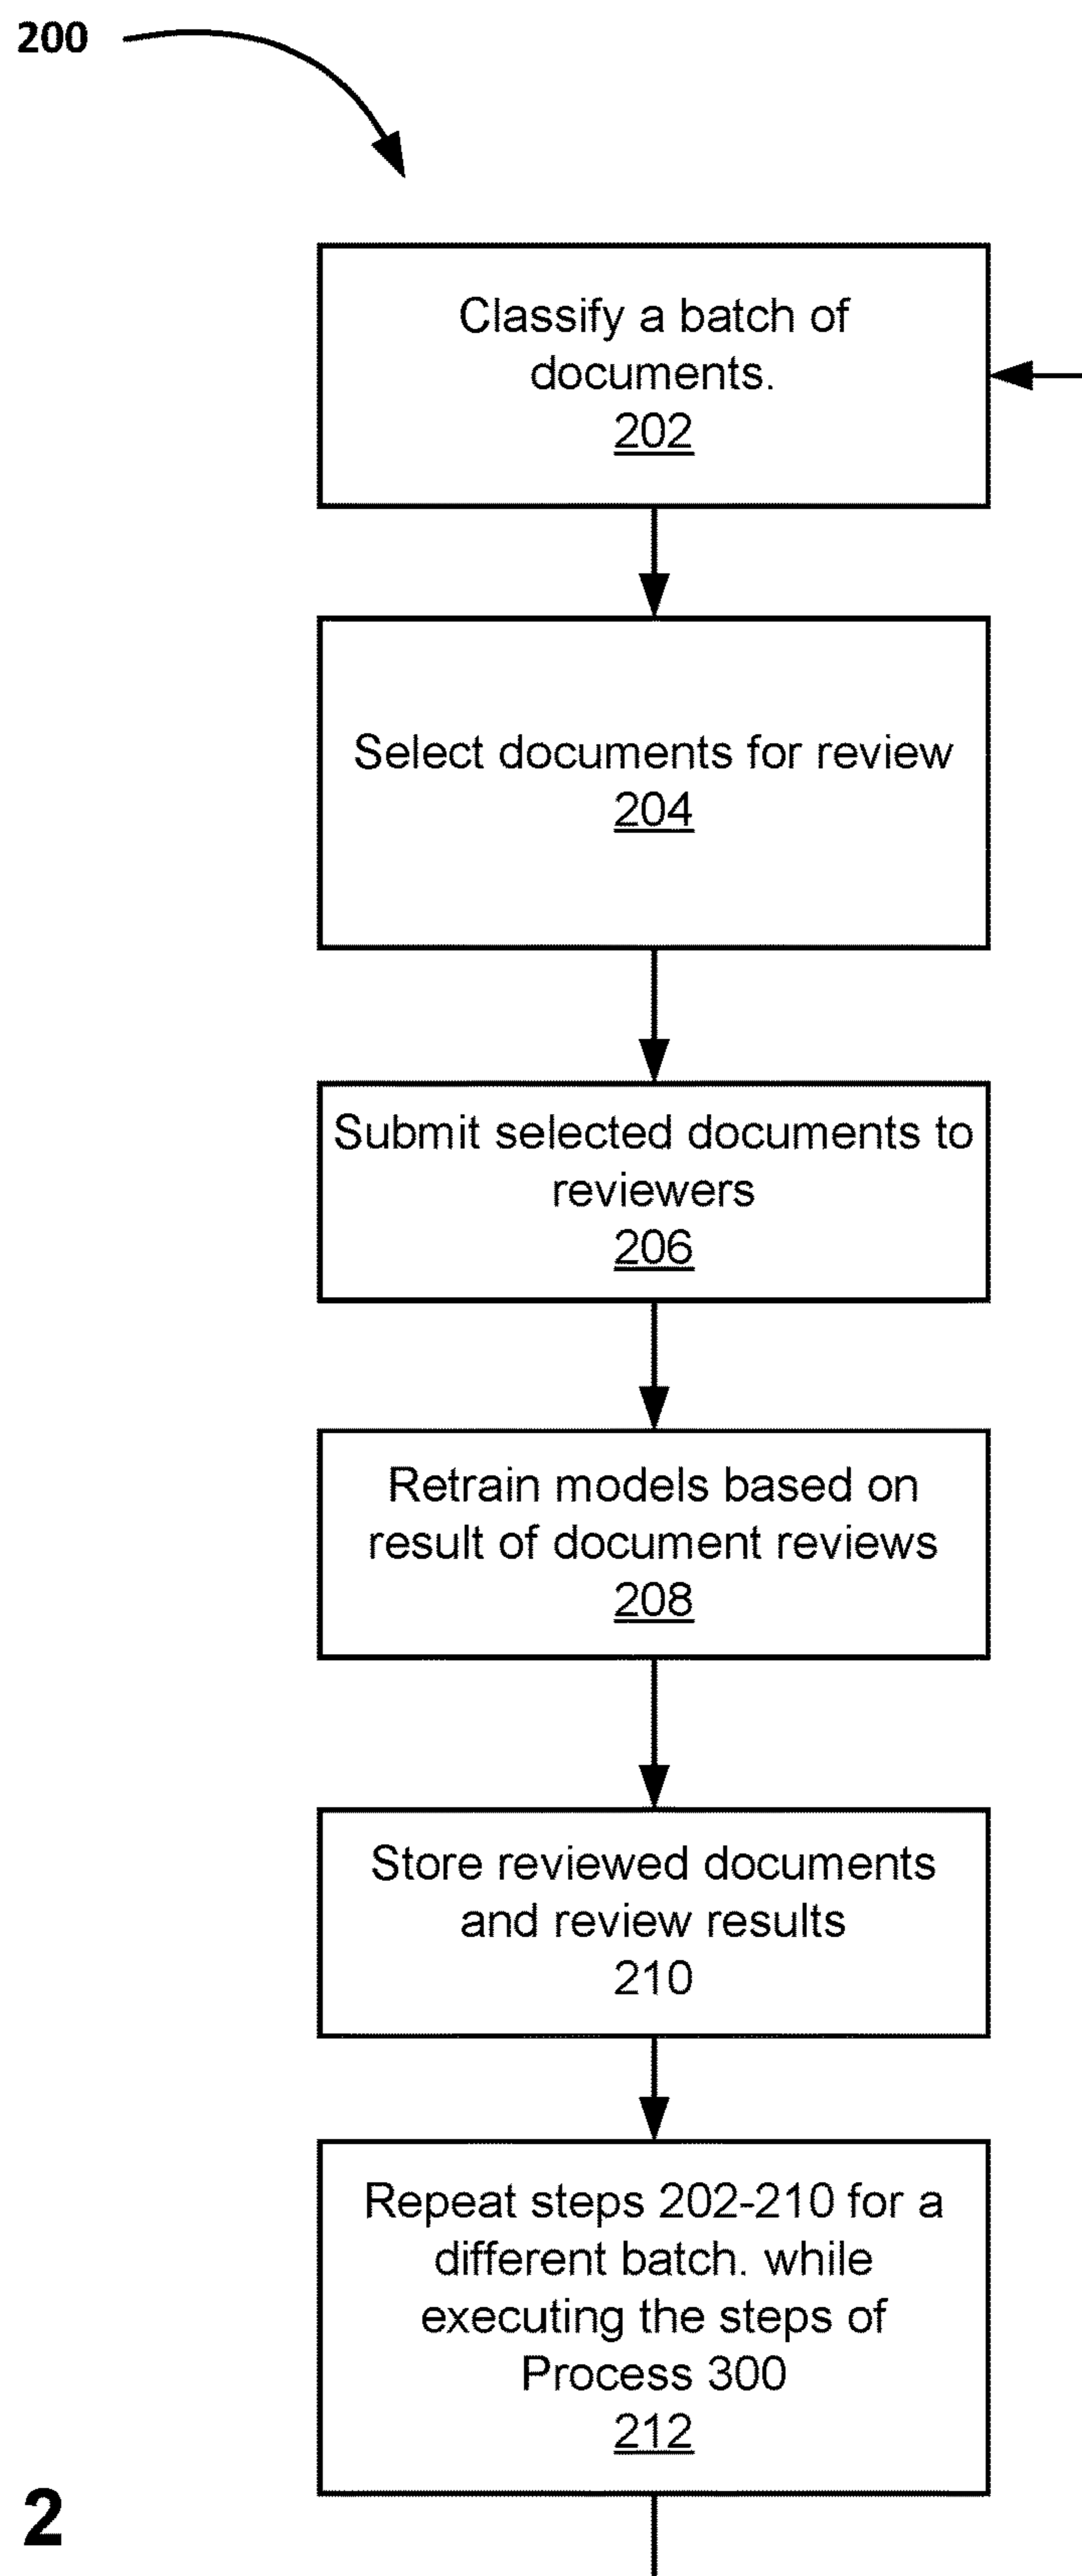 200
Classify a batch of
documents.
202
Select documents for review
204
Submit selected documents to
reviewers
206
Retrain models based on
result of document reviews
208
Store reviewed documents
and review results
210
Repeat steps 202-210 for a
different batch. while
executing the steps of
Process 300
212
2